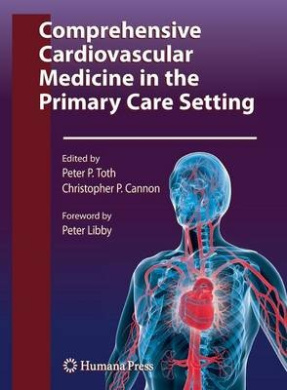 Comprehensive
Cardiovascular
Medicine in the
Primary Care Setting
Edited by
Peter P. Toth
Christopher P. Cannon
Foreword by
Peter Libby
Humana Press